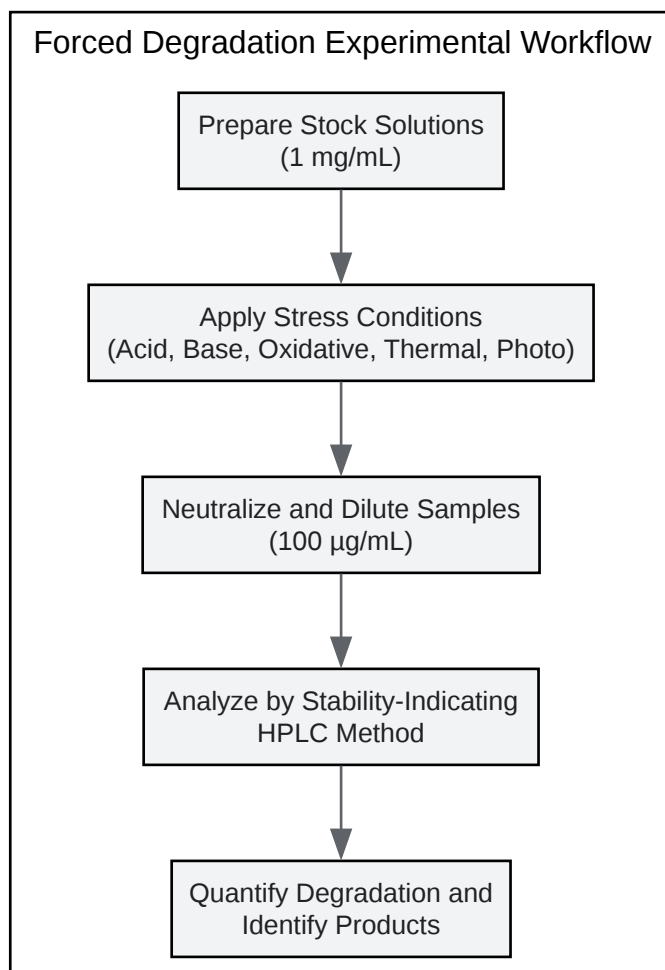 Forced Degradation Experimental Workflow
Prepare Stock Solutions
(1 mg/mL)
Apply Stress Conditions
(Acid, Base, Oxidative, Thermal, Photo)
Neutralize and Dilute Samples
(100 µg/mL)
Analyze by Stability-Indicating
HPLC Method
Quantify Degradation and
Identify Products